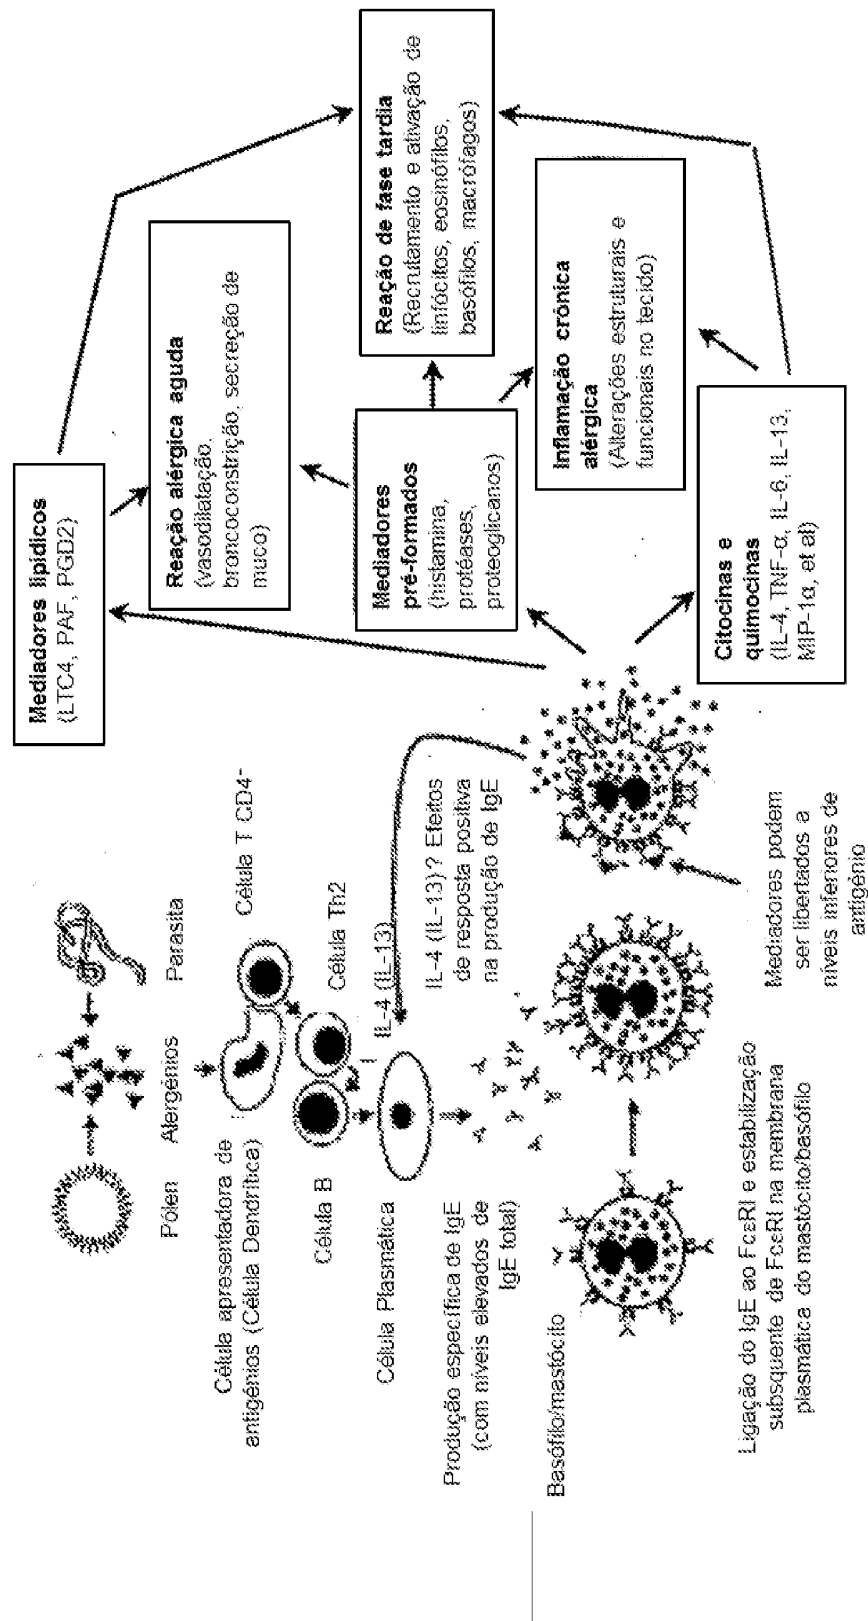 Pólen
Alergénios
Parasita
Célula apresentadora de
antigénios (Célula Dendrítica)
Célula T CD4-
Célula B
Célula Th2
IL-4 (IL-13)
Célula Plasmática
IL-4 (IL-13)? Efeitos
de resposta positiva
na produção de IgE
Produção específica de IgE
(com níveis elevados de
IgE total)
Basófilo/mastócito
Ligação do IgE ao FcεRI e estabilização
subsquente de FcεRI na membrana
plasmática do mastócito/basófilo
Mediadores podem
ser libertados a
níveis inferiores de
antigénio
Mediadores lipídicos
(LTC4, PAF, PGD2)
Reação alérgica aguda
(vasodilatação,
broncoconstrição, secreção de
muco)
Mediadores
pré-formados
(histamina,
protéases,
proteoglicanos)
Reação de fase tardia
(Recrutamento e ativação de
linfócitos, eosinófilos,
basófilos, macrófagos)
Inflamação crónica
alérgica
(Alterações estruturais e
funcionais no tecido)
Citocinas e
quimocinas
(IL-4, TNF-α, IL-6, IL-13,
MIP-1α, et al)